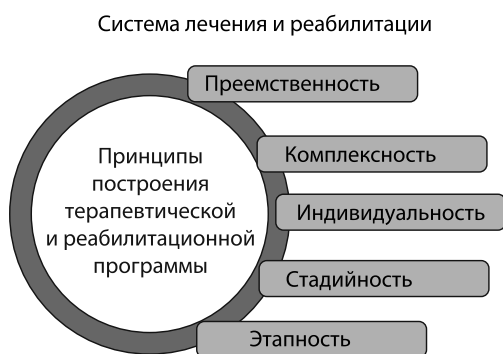 Система лечения и реабилитации
Преемственность
Комплексность
Индивидуальность
Стадийность
Этапность
Принципы
построения
терапевтической
и реабилитационной
программы